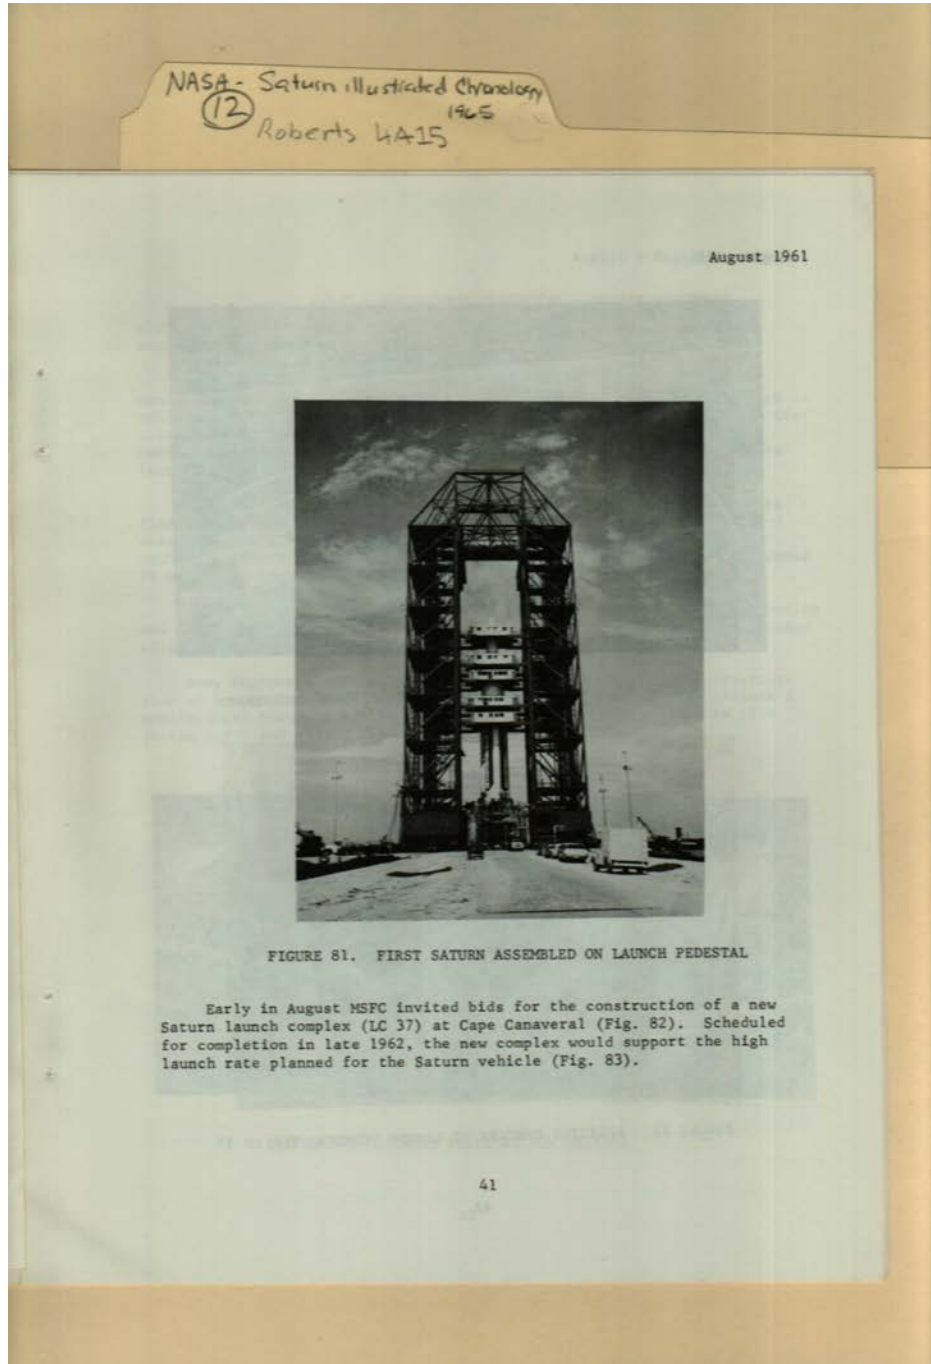 NASA - Saturn illustrated Chronology
12
1965
Roberts 4A15
August 1961
FIGURE 81. FIRST SATURN ASSEMBLED ON LAUNCH PEDESTAL
Early in August MSFC invited bids for the construction of a new
Saturn launch complex (LC 37) at Cape Canaveral (Fig. 82). Scheduled
for completion in late 1962, the new complex would support the high
launch rate planned for the Saturn vehicle (Fig. 83).
41